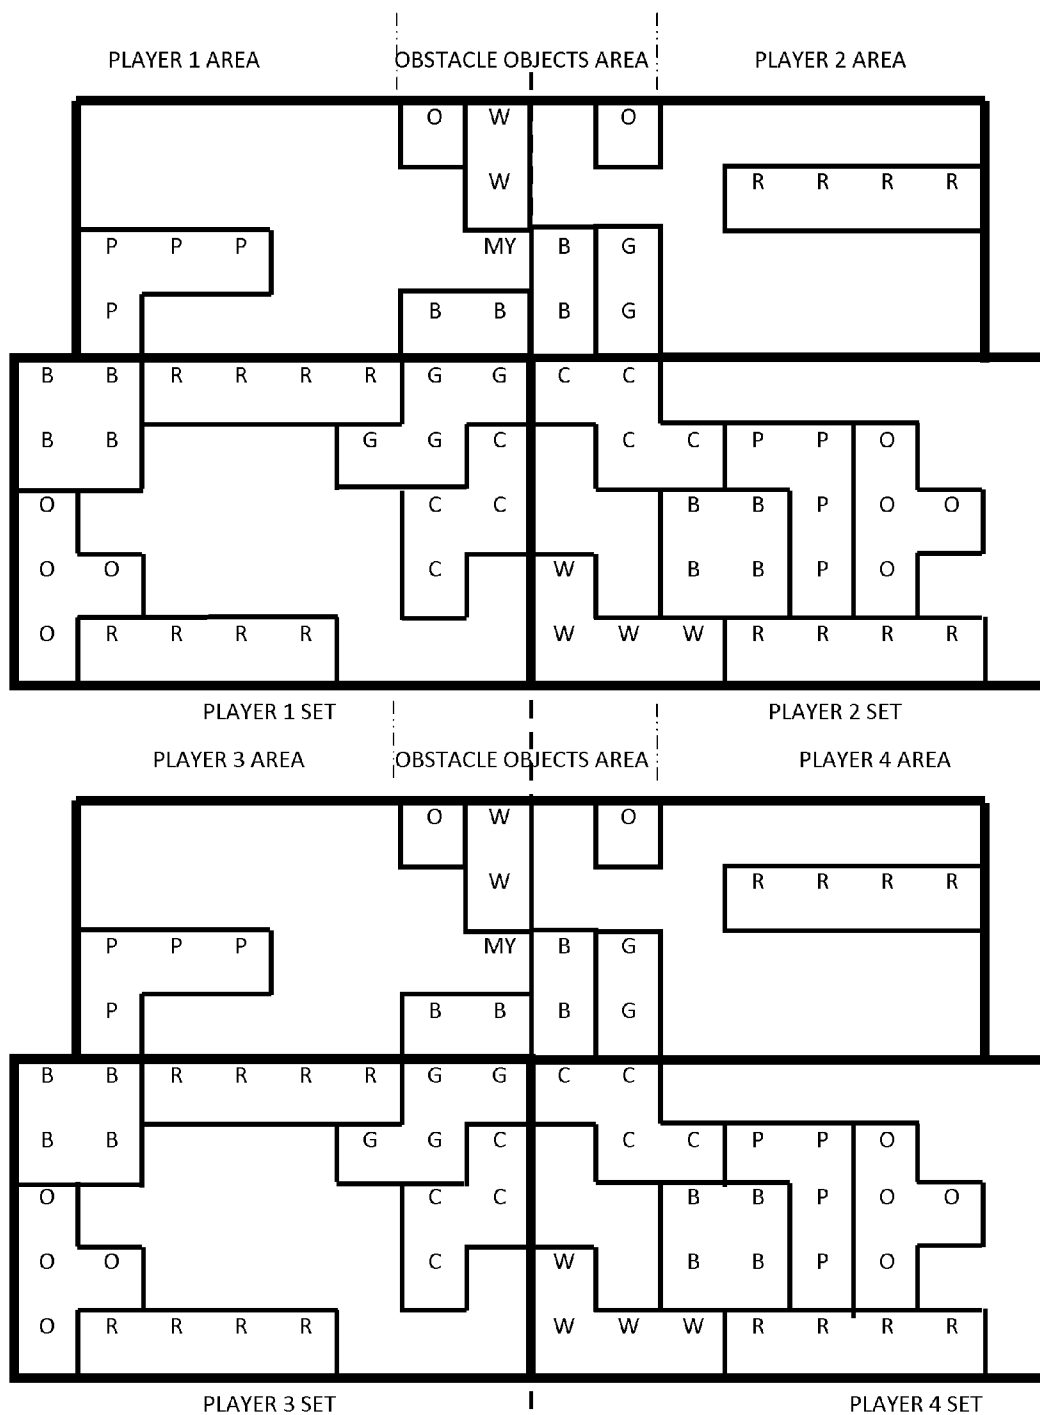 PLAYER 1 AREA OBSTACLE OBJECTS AREA PLAYER 2 AREA
O W O
W R R R R
P P P MY B G
P B B B G
B B R R R R G G C C
B B G G C C C P P O
O C C B B P O O
O O C W B B P O
O R R R R W W W R R R R
PLAYER 1 SET PLAYER 2 SET
PLAYER 3 AREA OBSTACLE OBJECTS AREA PLAYER 4 AREA
O W O
W R R R R
P P P MY B G
P B B B G
B B R R R R G G C C
B B G G C C C P P O
O C C B B P O O
O O C W B B P O
O R R R R W W W R R R R
PLAYER 3 SET PLAYER 4 SET